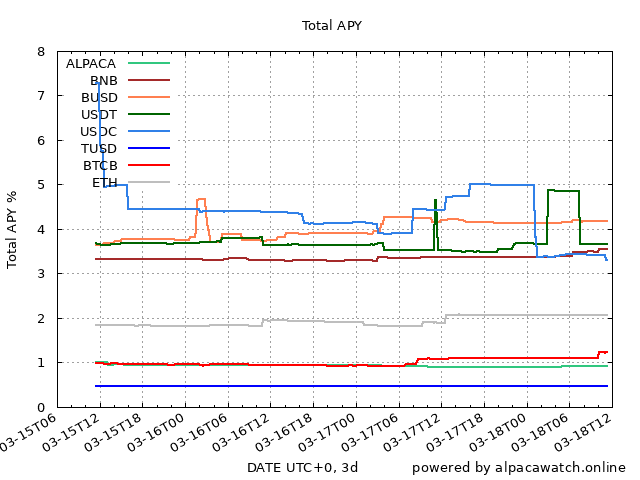 Total APY
8
7
6
5
4
3
2
1
0
Total APY %
ALPACA
BNB
BUSD
USDT
USDC
TUSD
BTCB
ETH
03-15T06
03-15T12
03-15T18
03-16T00
03-16T06
03-16T12
03-16T18
03-17T00
03-17T06
03-17T12
03-17T18
03-18T00
03-18T06
03-18T12
DATE UTC+0, 3d
powered by alpacawatch.online